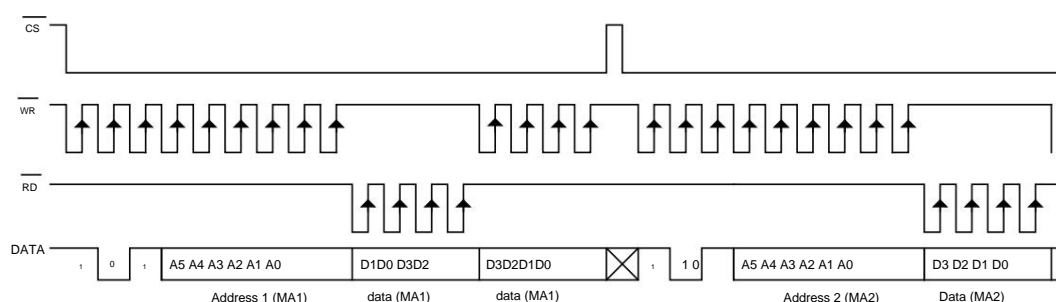 CS
WR
RD
DATA
1 0 1 A5 A4 A3 A2 A1 A0 D1D0 D3D2 D3D2D1D0 1 1 0 A5 A4 A3 A2 A1 A0 D3 D2 D1 D0
Address 1 (MA1) data (MA1) data (MA1) Address 2 (MA2) Data (MA2)